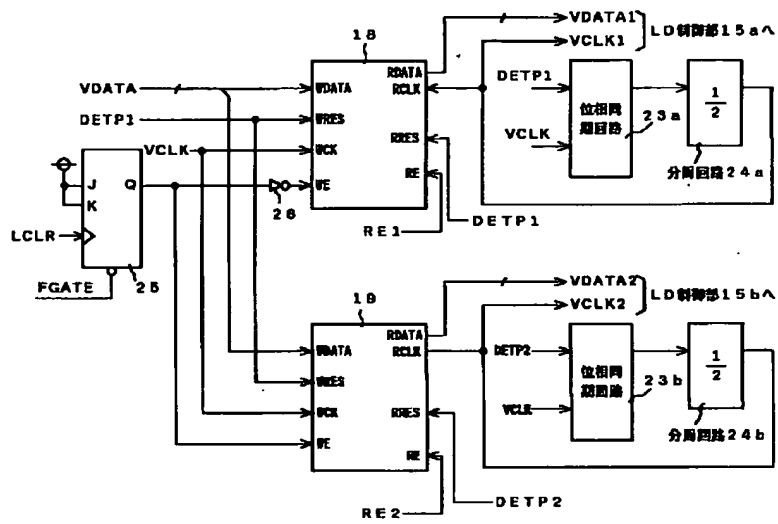 18
VDATA1
LD制御部15aへ
VCLK1
VDATA
DETP1
VCLK
WDATA
WRES
WCK
WE
RDATA
RCLK
RRES
RE
DETP1
VCLK
位相同
期回路
23a
1
2
分周回路24a
J
K
Q
LCLR
FGATE
25
26
RE1
DETP1
19
VDATA2
LD制御部15bへ
VCLK2
WDATA
WRES
WCK
WE
RDATA
RCLK
RRES
RE
DETP2
VCLK
位相同
期回路
23b
1
2
分周回路24b
RE2
DETP2